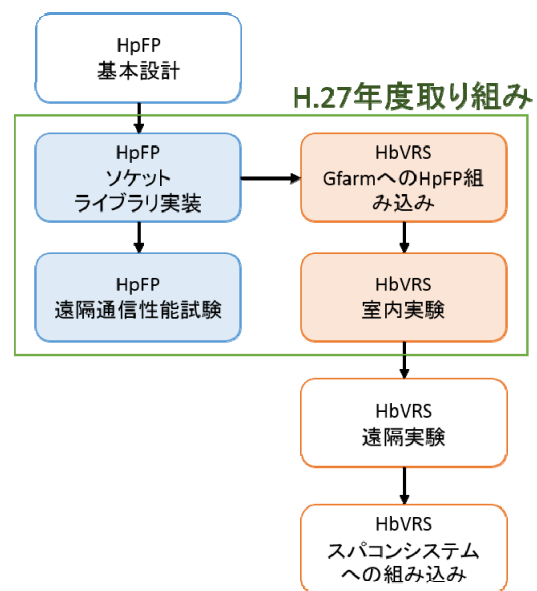 HpFP
基本設計
H.27年度取り組み
HpFP
ソケット
ライブラリ実装
HbVRS
GfarmへのHpFP組
み込み
HpFP
遠隔通信性能試験
HbVRS
室内実験
HbVRS
遠隔実験
HbVRS
スパコンシステム
への組み込み